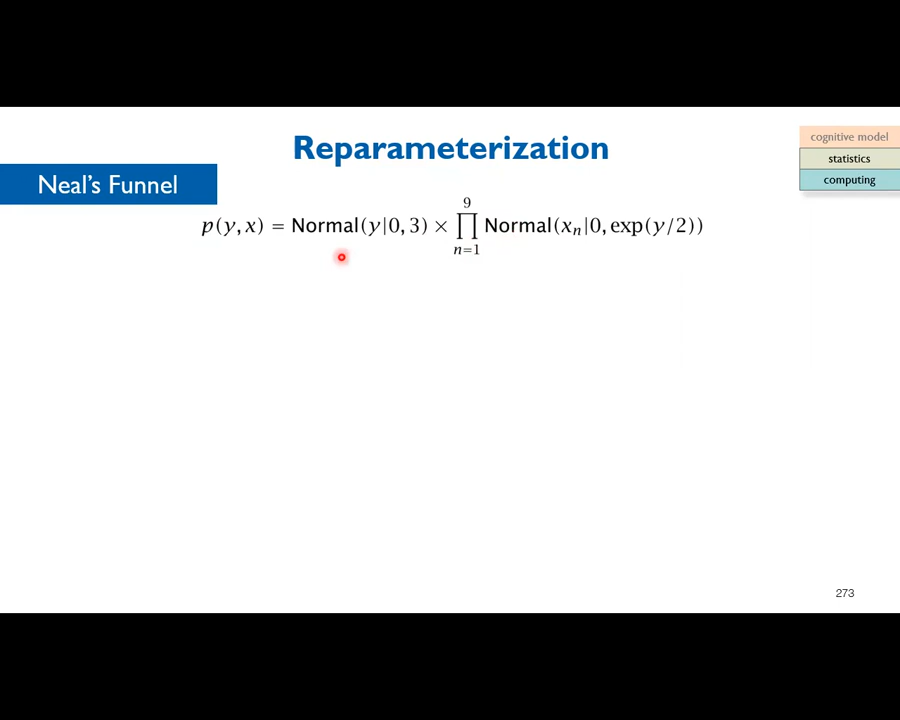 Reparameterization
cognitive model
statistics
computing
Neal's Funnel
p(y, x) = Normal(y|0, 3) × ∏_{n=1}^{9} Normal(x_n|0, exp(y/2))
273